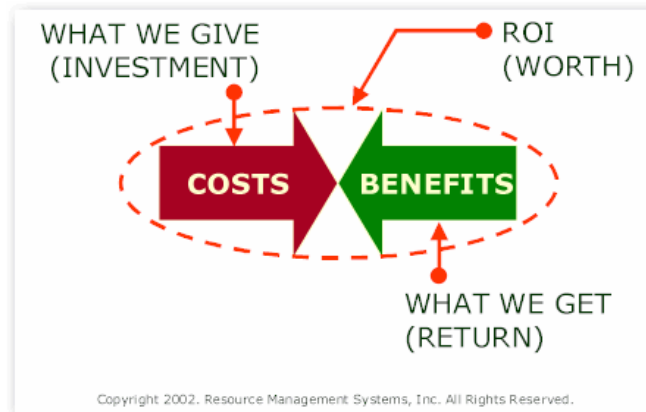 WHAT WE GIVE
(INVESTMENT)
ROI
(WORTH)
COSTS
BENEFITS
WHAT WE GET
(RETURN)
Copyright 2002. Resource Management Systems, Inc. All Rights Reserved.